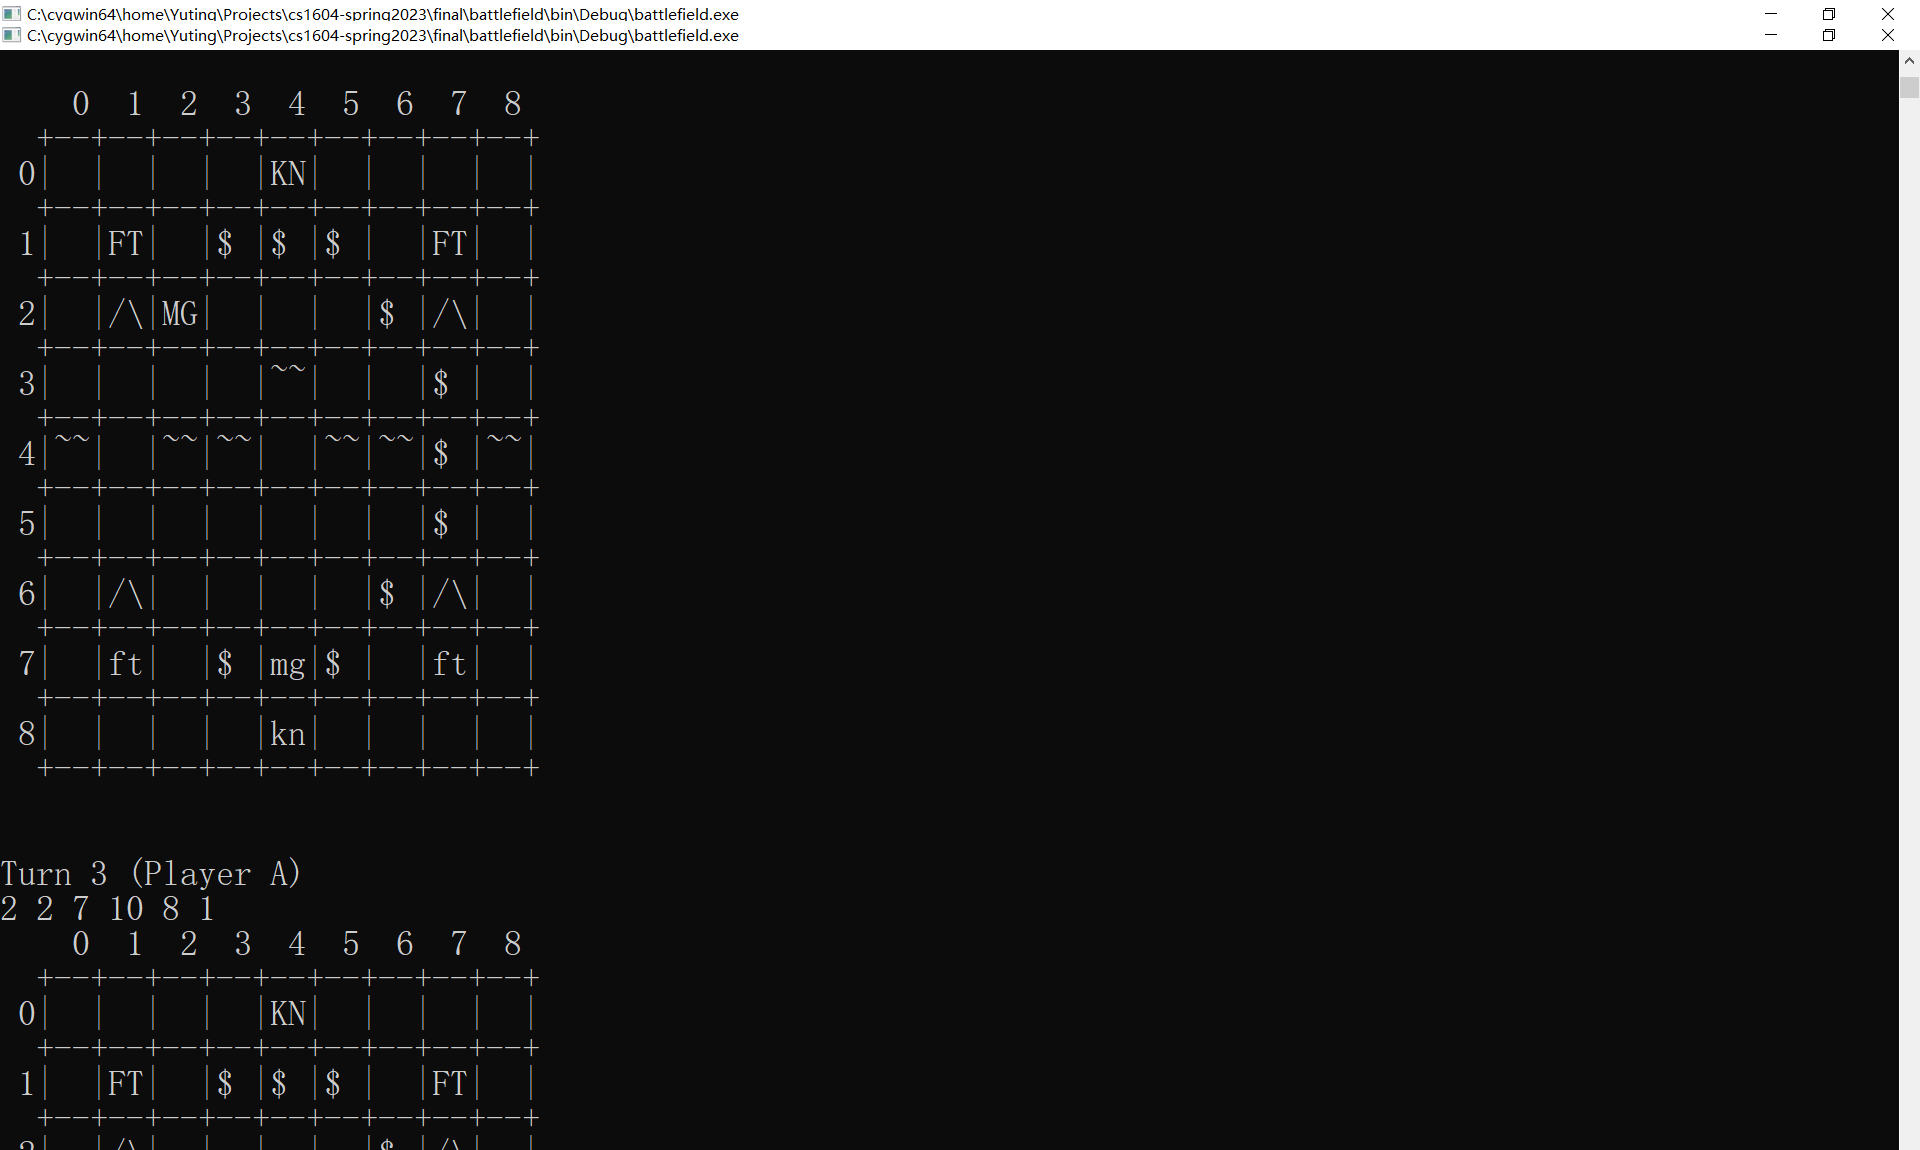 C:\cygwin64\home\Yuting\Projects\cs1604-spring2023\final\battlefield\bin\Debug\battlefield.exe
C:\cygwin64\home\Yuting\Projects\cs1604-spring2023\final\battlefield\bin\Debug\battlefield.exe
    0  1  2  3  4  5  6  7  8
  +--+--+--+--+--+--+--+--+--+
 0|  |  |  |  |KN|  |  |  |  |
  +--+--+--+--+--+--+--+--+--+
 1|  |FT|  |$ |$ |$ |  |FT|  |
  +--+--+--+--+--+--+--+--+--+
 2|  |/\|MG|  |  |  |$ |/\|  |
  +--+--+--+--+--+--+--+--+--+
 3|  |  |  |  |~~|  |  |$ |  |
  +--+--+--+--+--+--+--+--+--+
 4|~~|  |~~|~~|  |~~|~~|$ |~~|
  +--+--+--+--+--+--+--+--+--+
 5|  |  |  |  |  |  |  |$ |  |
  +--+--+--+--+--+--+--+--+--+
 6|  |/\|  |  |  |  |$ |/\|  |
  +--+--+--+--+--+--+--+--+--+
 7|  |ft|  |$ |mg|$ |  |ft|  |
  +--+--+--+--+--+--+--+--+--+
 8|  |  |  |  |kn|  |  |  |  |
  +--+--+--+--+--+--+--+--+--+
Turn 3 (Player A)
2 2 7 10 8 1
    0  1  2  3  4  5  6  7  8
  +--+--+--+--+--+--+--+--+--+
 0|  |  |  |  |KN|  |  |  |  |
  +--+--+--+--+--+--+--+--+--+
 1|  |FT|  |$ |$ |$ |  |FT|  |
  +--+--+--+--+--+--+--+--+--+
 2|  |/\|  |  |  |  |$ |/\|  |